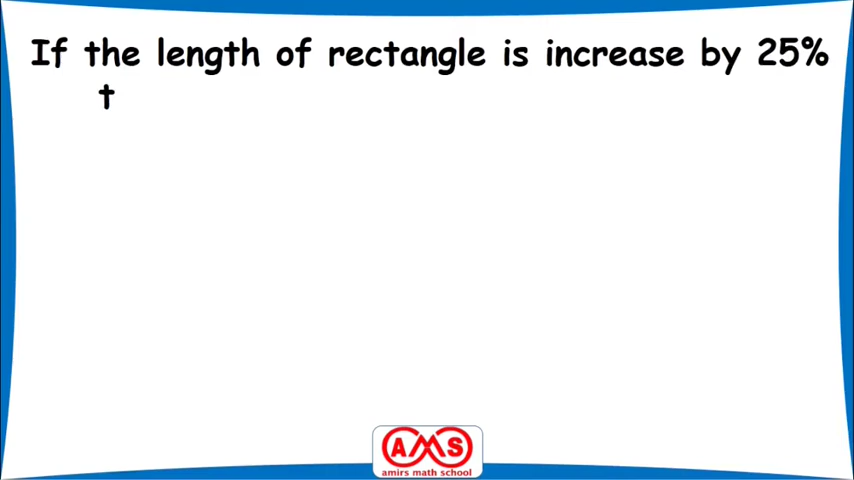 If the length of rectangle is increase by 25%
t
AMS
amirs math school